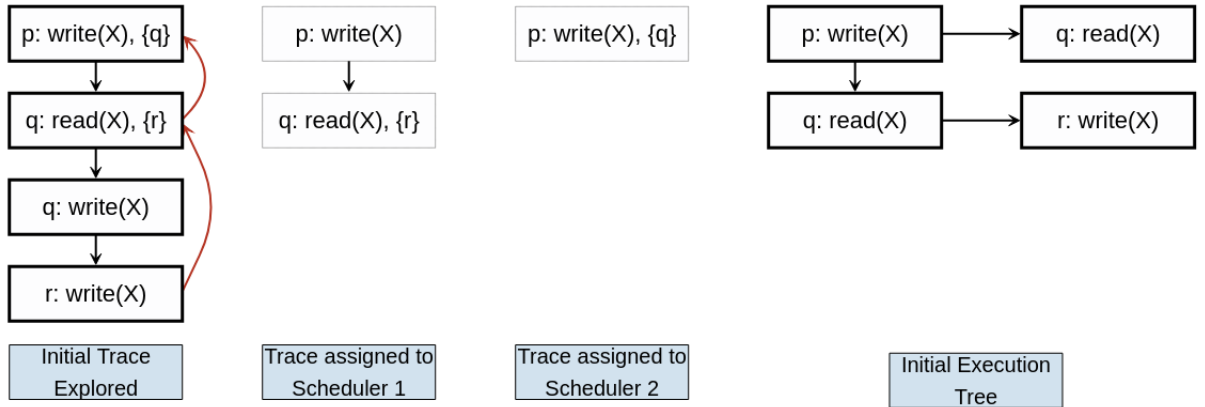 p: write(X), {q}
q: read(X), {r}
q: write(X)
r: write(X)
Initial Trace
Explored
p: write(X)
q: read(X), {r}
Trace assigned to
Scheduler 1
p: write(X), {q}
Trace assigned to
Scheduler 2
p: write(X)
q: read(X)
q: read(X)
r: write(X)
Initial Execution
Tree